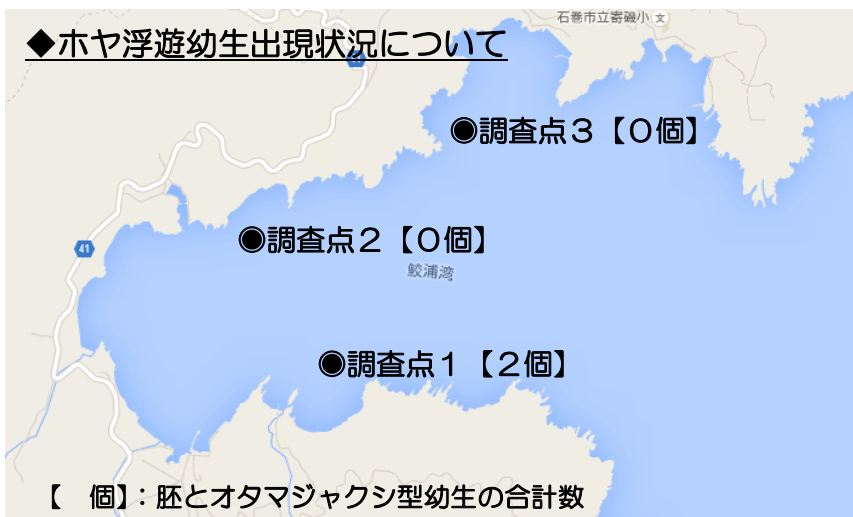 石巻市立寄磯小
◆ホヤ浮遊幼生出現状況について
41
●調査点3【0個】
●調査点2【0個】
41
鮫浦湾
●調査点1【2個】
【　個】：胚とオタマジャクシ型幼生の合計数